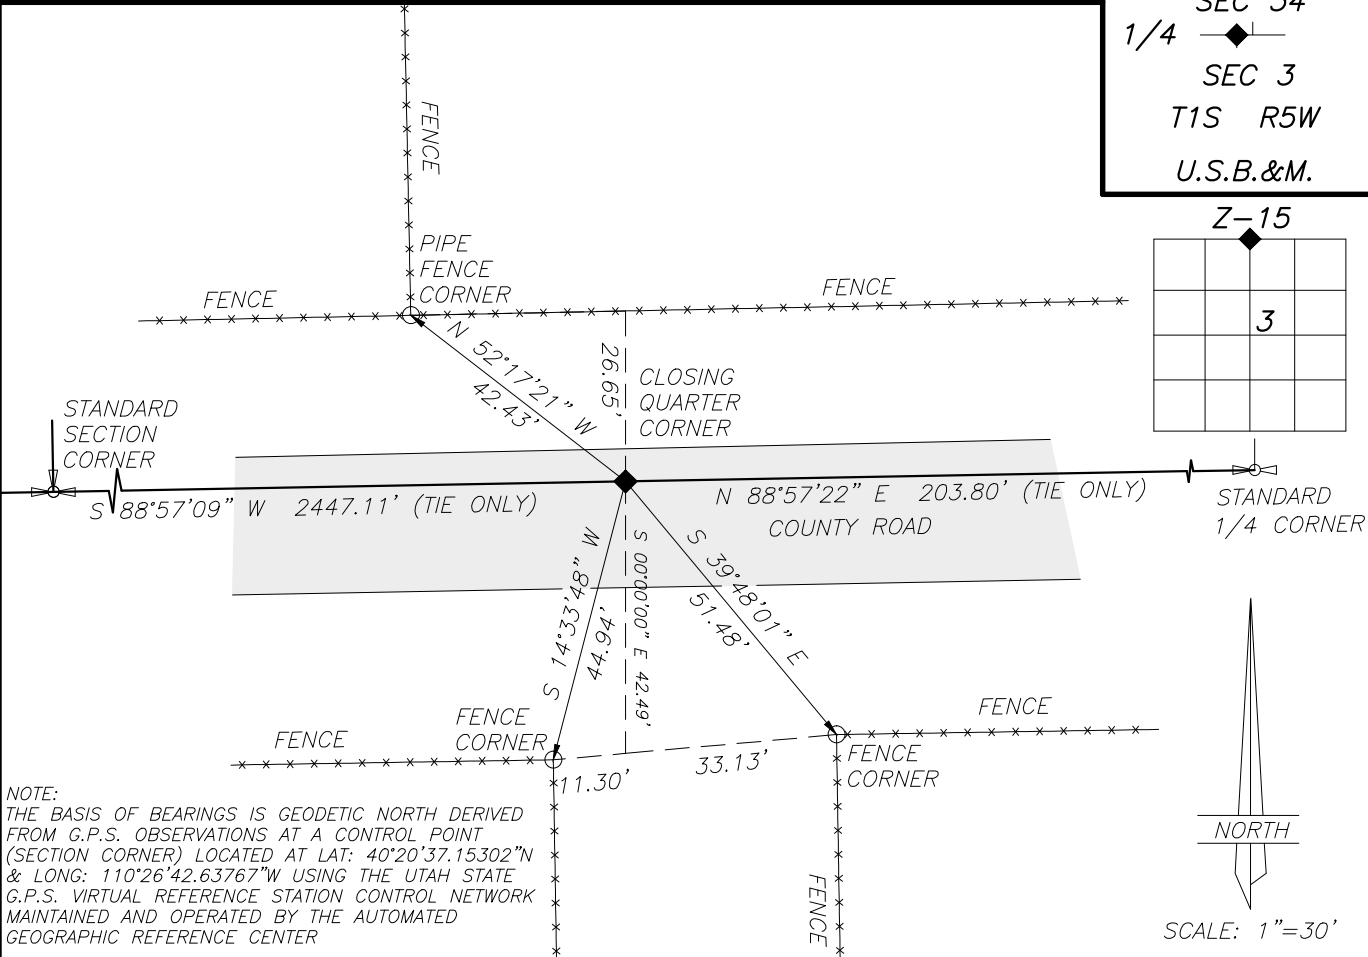 SEC 34
1/4
SEC 3
T1S R5W
U.S.B.&M.
Z-15
3
FENCE
PIPE
FENCE
CORNER
FENCE
FENCE
N 52°17'21" W
42.43'
26.65'
CLOSING
QUARTER
CORNER
STANDARD
SECTION
CORNER
S 88°57'09" W 2447.11' (TIE ONLY)
N 88°57'22" E 203.80' (TIE ONLY)
COUNTY ROAD
STANDARD
1/4 CORNER
S 14°33'48" W
44.94'
S 00°00'00" E 42.49'
S 39°48'01" E
51.48'
FENCE
FENCE
CORNER
FENCE
FENCE
CORNER
11.30'
33.13'
FENCE
NOTE:
THE BASIS OF BEARINGS IS GEODETIC NORTH DERIVED
FROM G.P.S. OBSERVATIONS AT A CONTROL POINT
(SECTION CORNER) LOCATED AT LAT: 40°20'37.15302"N
& LONG: 110°26'42.63767"W USING THE UTAH STATE
G.P.S. VIRTUAL REFERENCE STATION CONTROL NETWORK
MAINTAINED AND OPERATED BY THE AUTOMATED
GEOGRAPHIC REFERENCE CENTER
NORTH
SCALE: 1"=30'